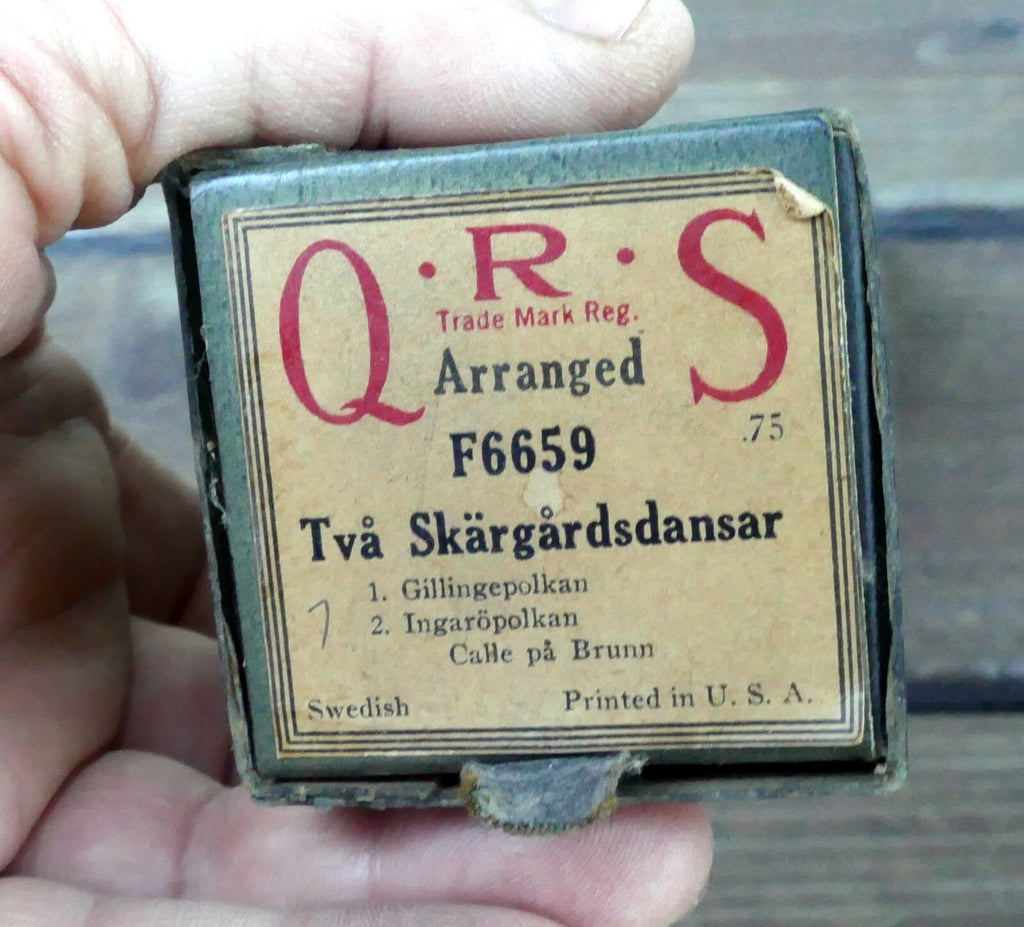 Q·R·S
Trade Mark Reg.
Arranged
F6659
.75
Två Skärgårdsdansar
1. Gillingepolkan
7
2. Ingaröpolkan
Calle på Brunn
Swedish
Printed in U. S. A.